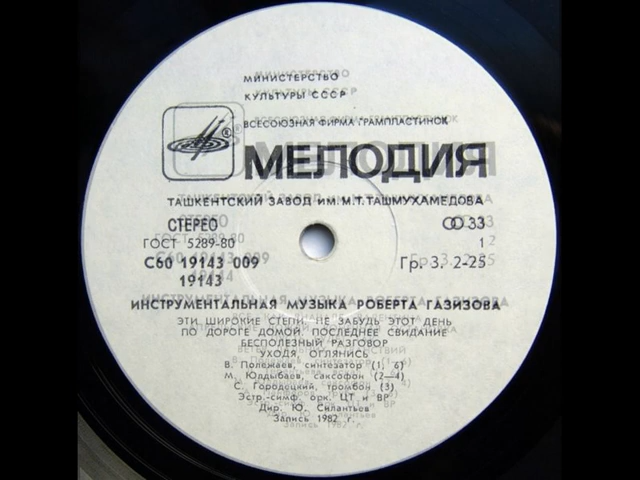 МИНИСТЕРСТВО
КУЛЬТУРЫ СССР
ВСЕСОЮЗНАЯ ФИРМА ГРАМПЛАСТИНОК
МЕЛОДИЯ
ТАШКЕНТСКИЙ ЗАВОД ИМ. М.Т.ТАШМУХАМЕДОВА
СТЕРЕО 33
ГОСТ 5289-80 1
С60 19143 009 Гр. 3. 2-25
19143
ИНСТРУМЕНТАЛЬНАЯ МУЗЫКА РОБЕРТА ГАЗИЗОВА
ЭТИ ШИРОКИЕ СТЕПИ. НЕ ЗАБУДЬ ЭТОТ ДЕНЬ
ПО ДОРОГЕ ДОМОЙ. ПОСЛЕДНЕЕ СВИДАНИЕ
БЕСПОЛЕЗНЫЙ РАЗГОВОР
УХОДЯ, ОГЛЯНИСЬ
В. Полежаев, синтезатор (1, 6)
М. Юлдыбаев, саксофон (2—4)
С. Городецкий, тромбон (3)
Эстр.-симф. орк. ЦТ и ВР
Дир. Ю. Силантьев
Запись 1982 г.